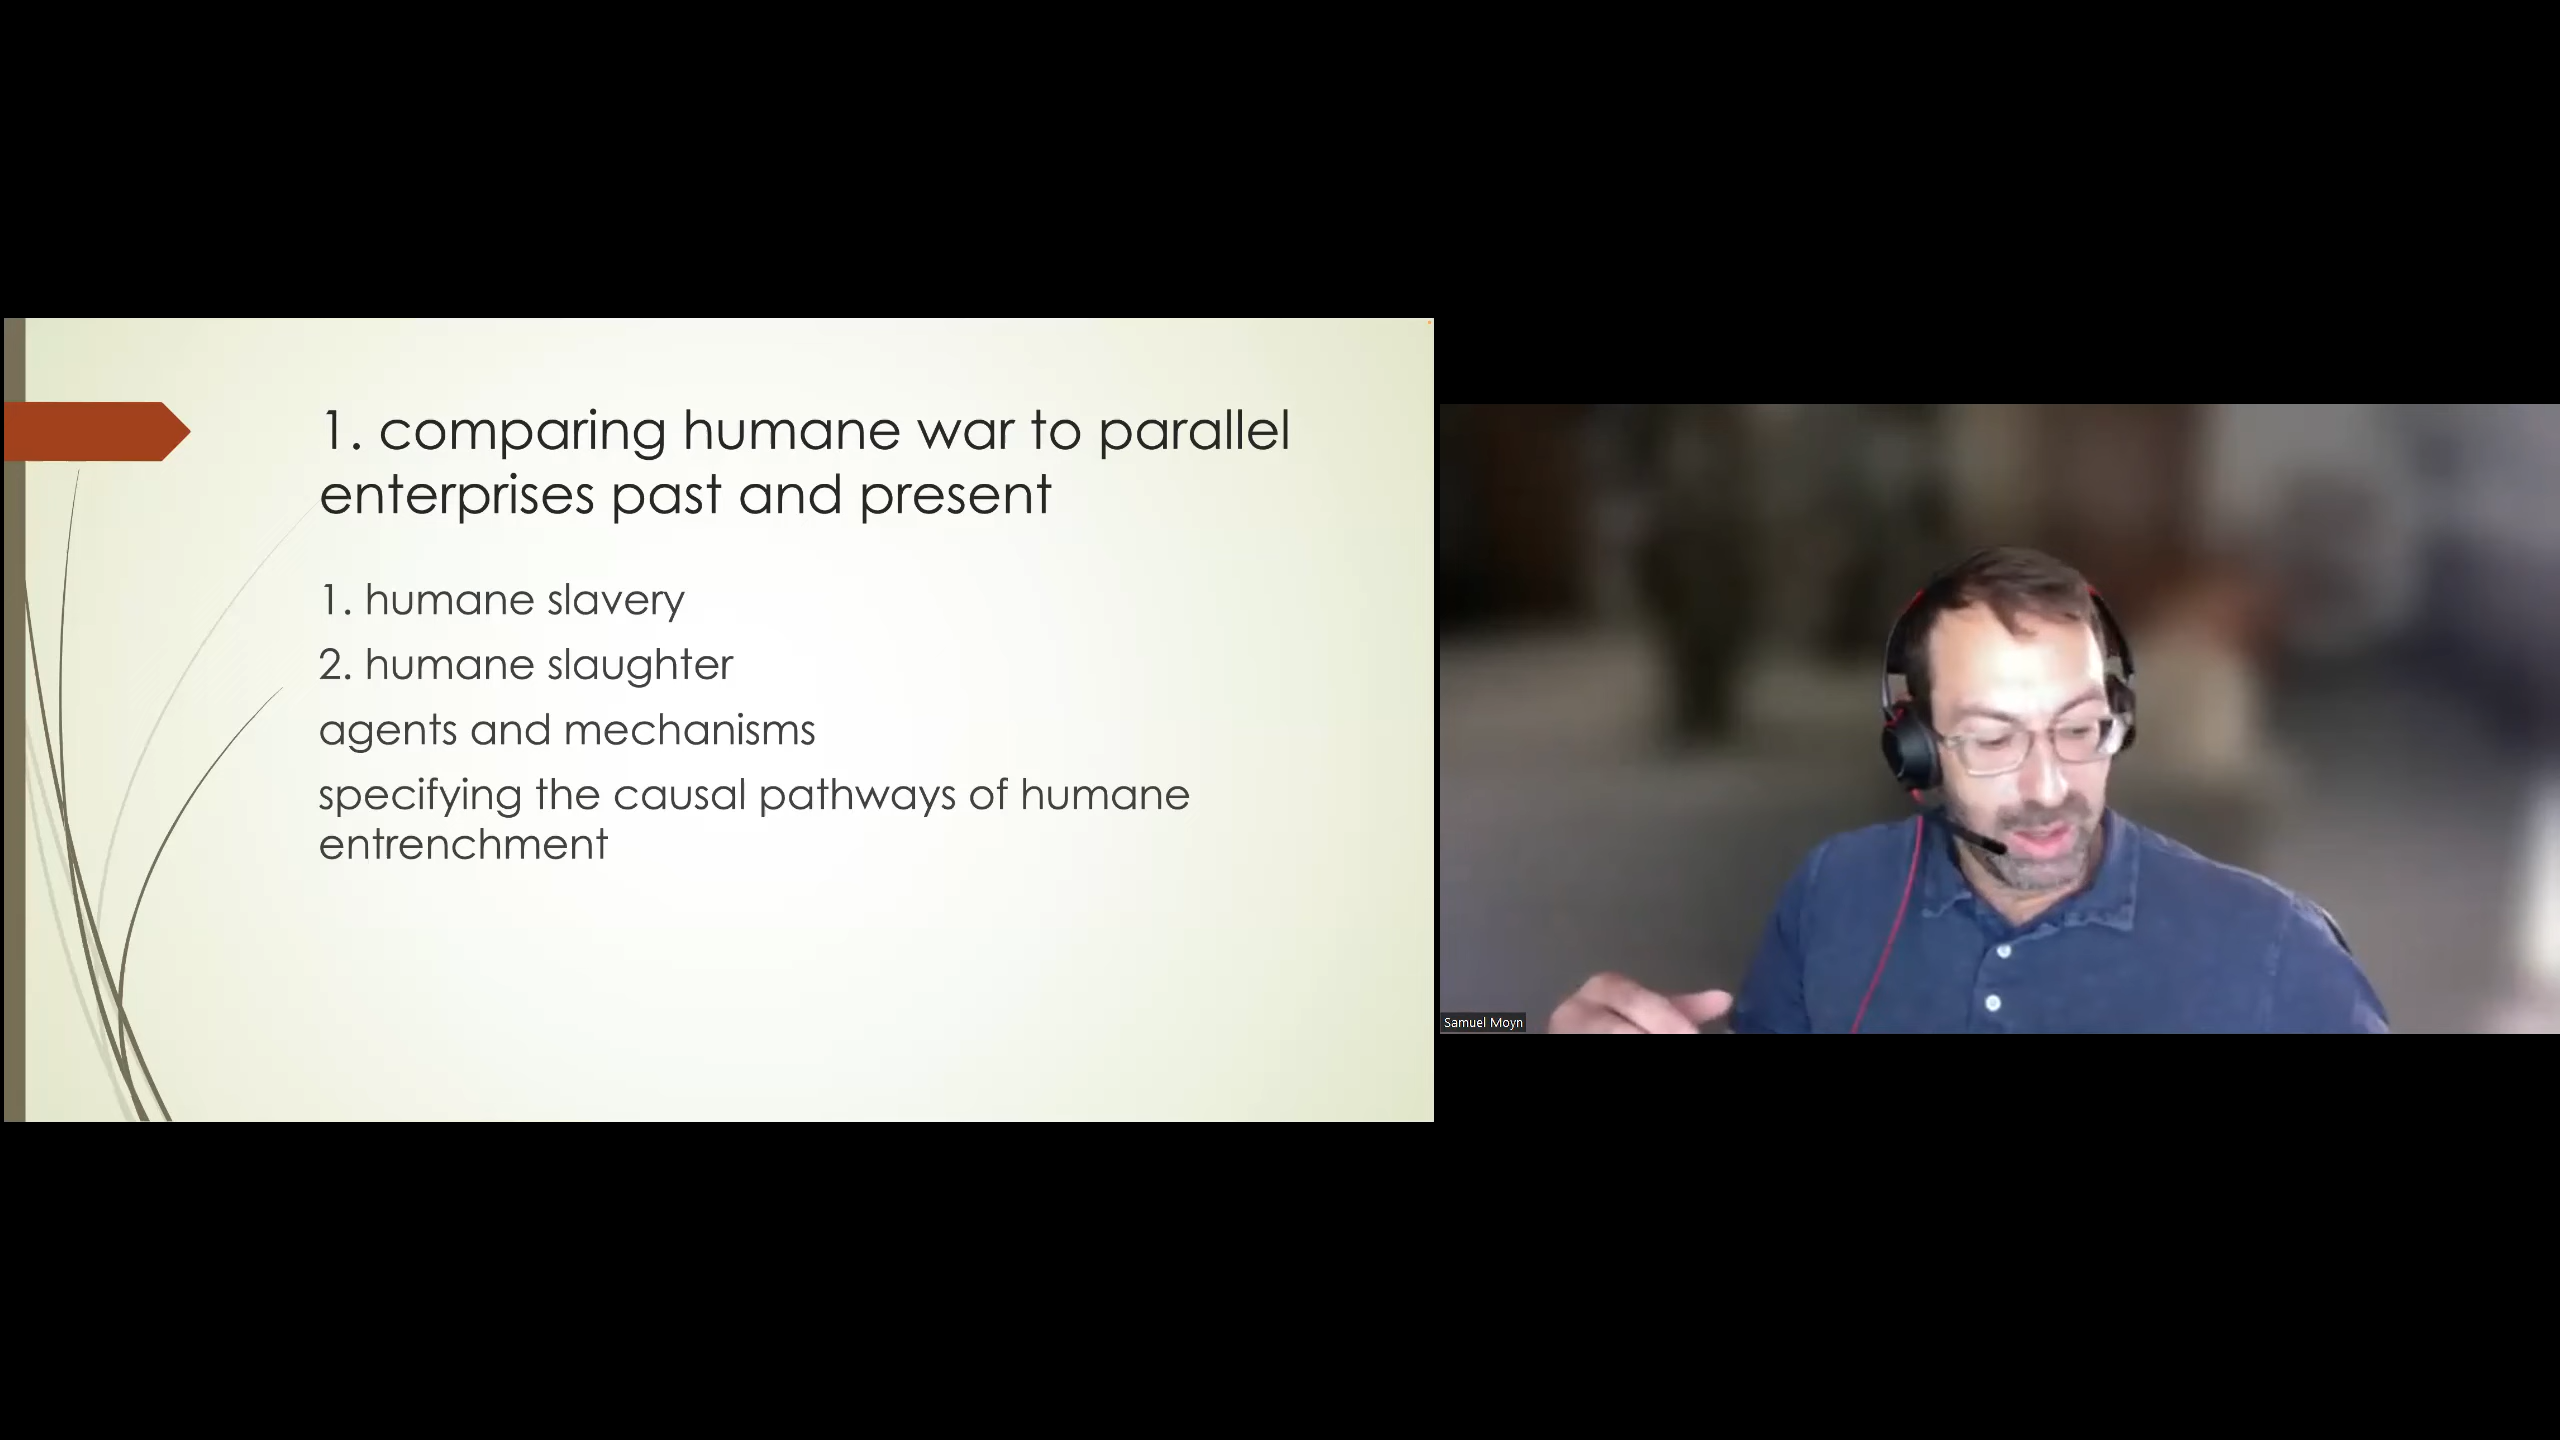 1. comparing humane war to parallel
enterprises past and present
1. humane slavery
2. humane slaughter
agents and mechanisms
specifying the causal pathways of humane
entrenchment
Samuel Moyn